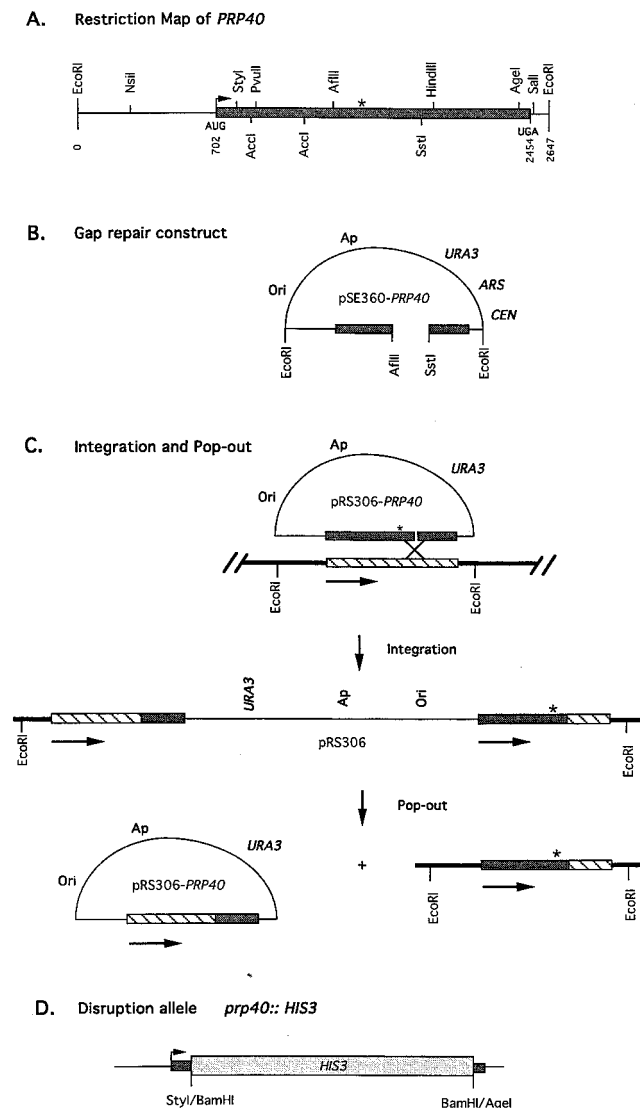 A. Restriction Map of PRP40
EcoRI
NsiI
StyI
PvuII
AflII
*
HindIII
AgeI
SalI
EcoRI
AUG
UGA
0
702
AccI
AccI
SstI
2454
2647
B. Gap repair construct
Ap
URA3
Ori
ARS
pSE360-PRP40
CEN
EcoRI
AflII
SstI
EcoRI
C. Integration and Pop-out
Ap
URA3
Ori
pRS306-PRP40
*
EcoRI
EcoRI
Integration
URA3
Ap
Ori
*
EcoRI
pRS306
EcoRI
Pop-out
Ap
URA3
Ori
pRS306-PRP40
+
*
EcoRI
EcoRI
D. Disruption allele prp40:: HIS3
HIS3
StyI/BamHI
BamHI/AgeI